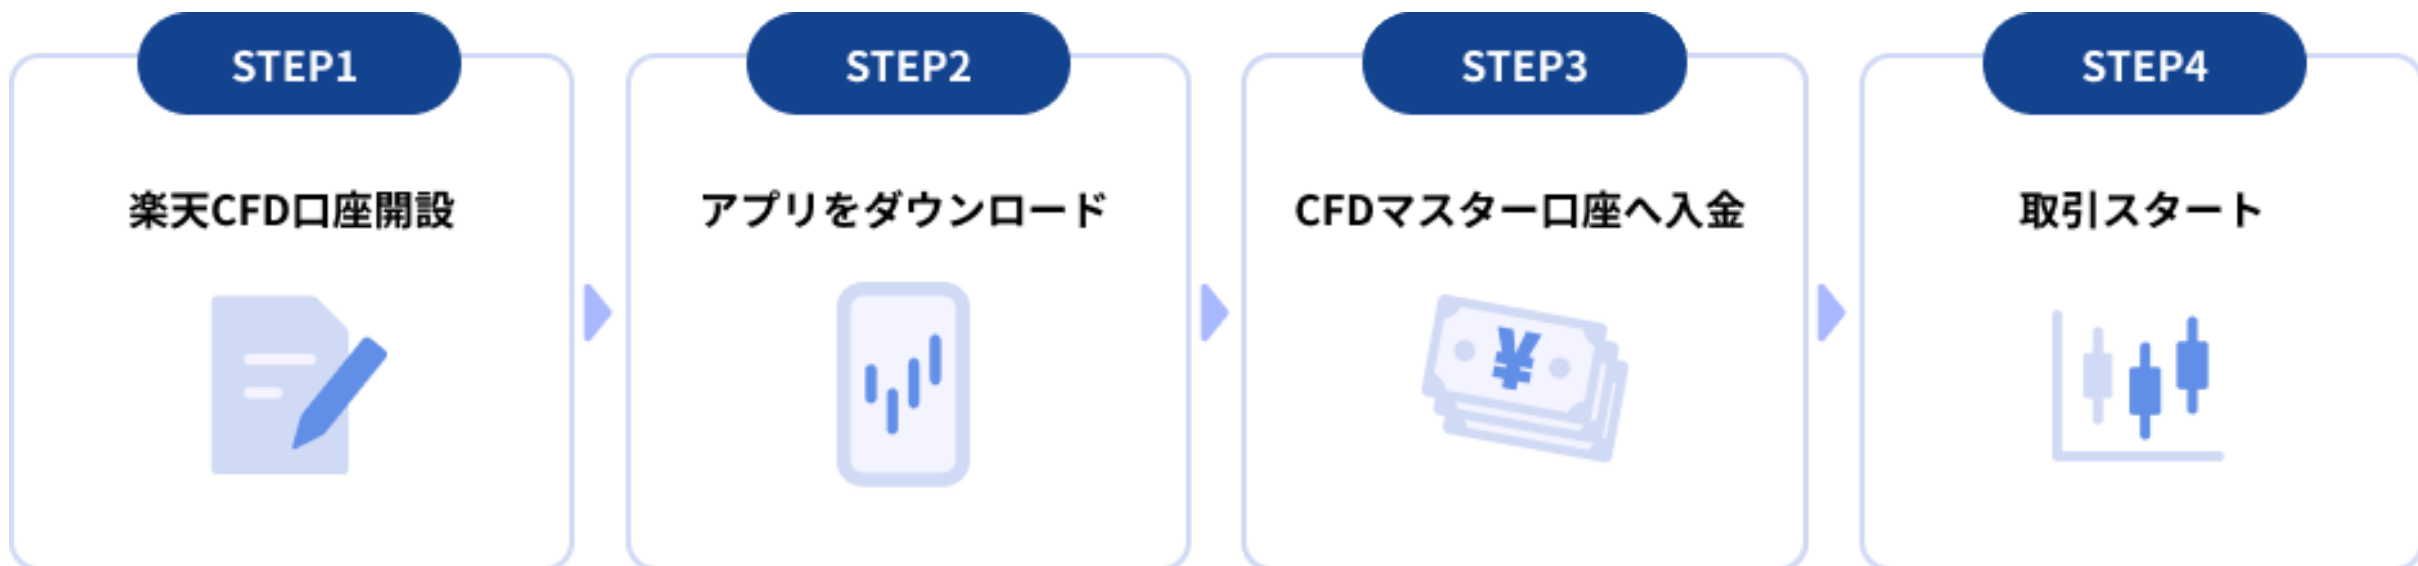 STEP1
楽天CFD口座開設
STEP2
アプリをダウンロード
STEP3
CFDマスター口座へ入金
¥
STEP4
取引スタート